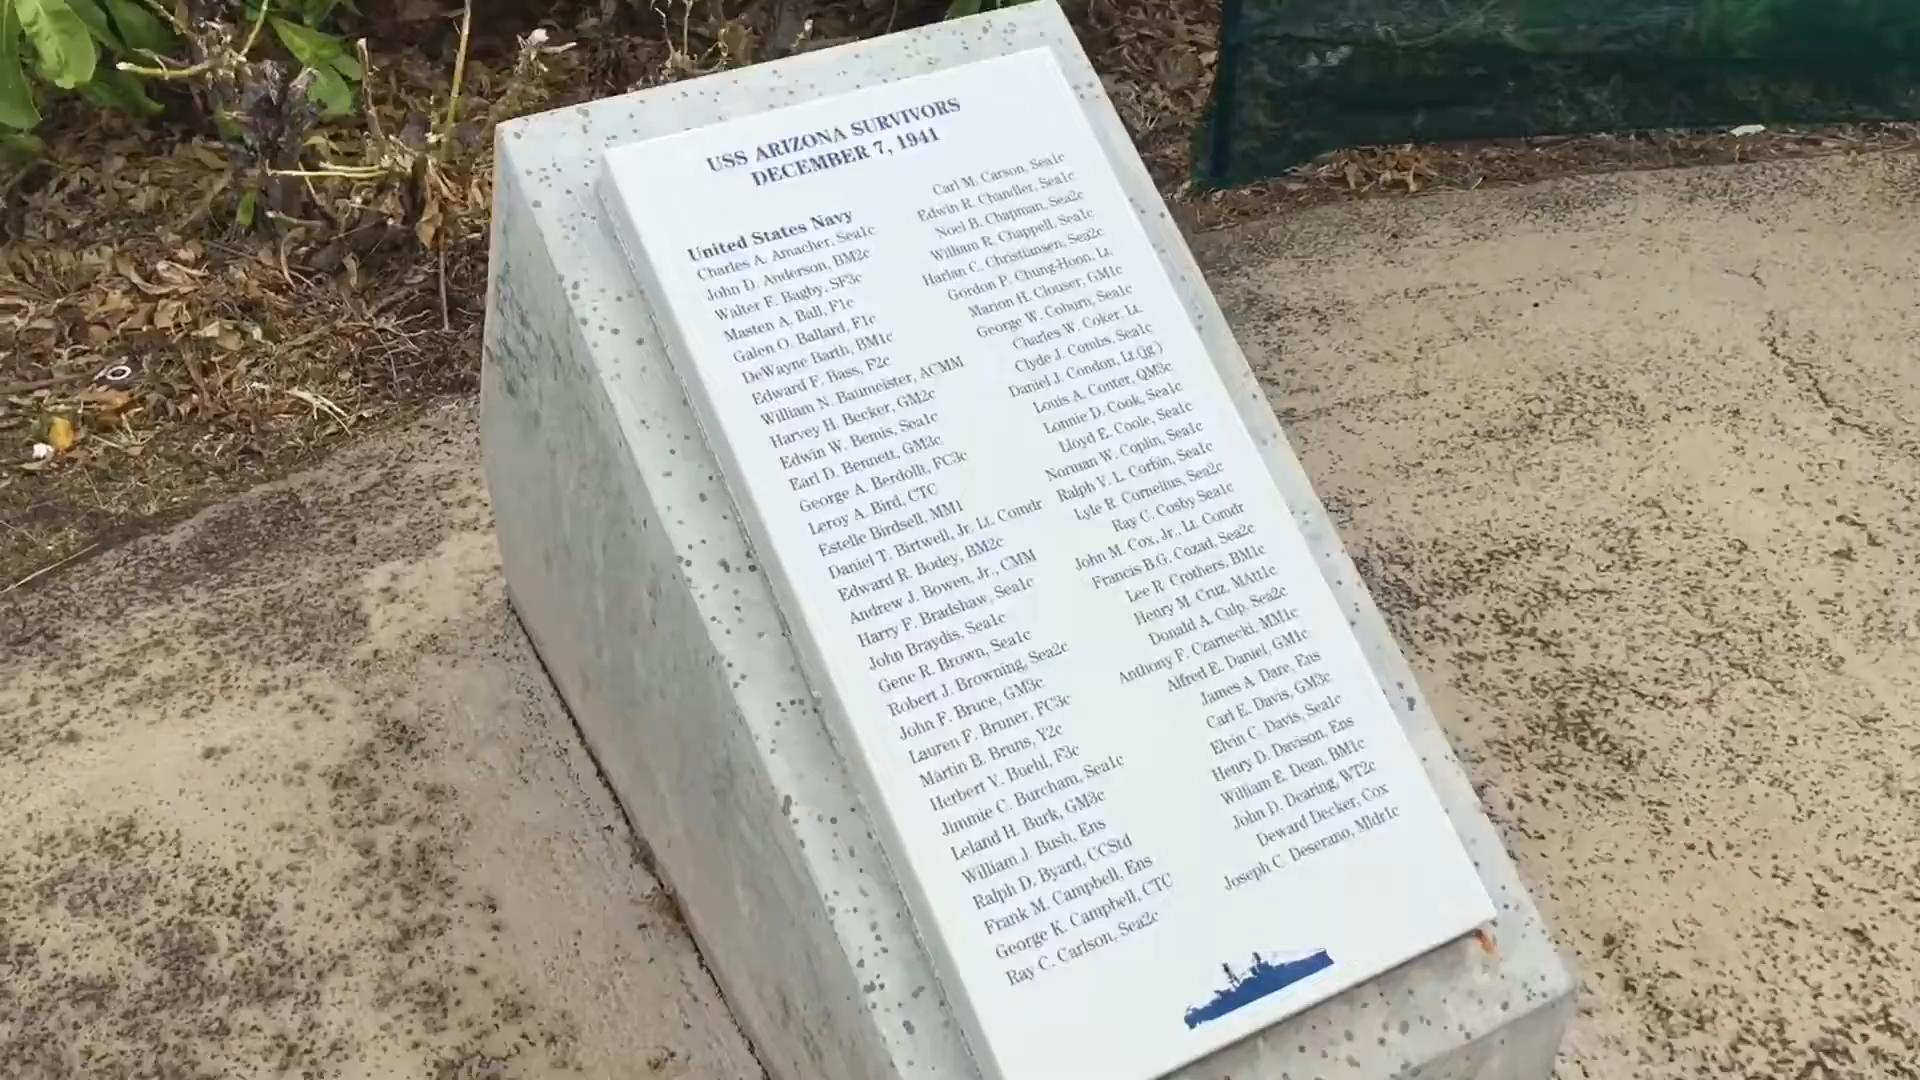 USS ARIZONA SURVIVORS
DECEMBER 7, 1941
United States Navy
Charles A. Amacher, Sea1c
John D. Anderson, BM2c
Walter F. Bagby, SF3c
Masten A. Ball, F1c
Galen O. Ballard, F1c
DeWayne Barth, BM1c
Edward F. Bass, F2c
William N. Baumeister, ACMM
Harvey H. Becker, GM2c
Edwin W. Bemis, Sea1c
Earl D. Bennett, GM3c
George A. Berdollt, FC3c
Leroy A. Bird, CTC
Estelle Birdsell, MM1
Daniel T. Birtwell, Jr. Lt. Comdr
Edward R. Bodey, BM2c
Andrew J. Bowen, Jr., CMM
Harry F. Bradshaw, Sea1c
John Braydis, Sea1c
Gene R. Brown, Sea1c
Robert J. Browning, Sea2c
John F. Bruce, GM3c
Lauren F. Bruner, FC3c
Martin B. Bruns, Y2c
Herbert V. Buehl, F3c
Jimmie C. Burcham, Sea1c
Leland H. Burk, GM3c
William J. Bush, Ens
Ralph D. Byard, CCStd
Frank M. Campbell, Ens
George K. Campbell, CTC
Ray C. Carlson, Sea2c
Carl M. Carson, Sea1c
Edwin R. Chandler, Sea1c
Noel B. Chapman, Sea2c
William R. Chappell, Sea1c
Harlan C. Christiansen, Sea2c
Gordon P. Chung-Hoon, Lt.
Marion H. Clouser, GM1c
George W. Coburn, Sea1c
Charles W. Coker, Lt.
Clyde J. Combs, Sea1c
Daniel J. Condon, Lt.(jg)
Louis A. Conter, QM3c
Lonnie D. Cook, Sea1c
Lloyd E. Coole, Sea1c
Norman W. Coplin, Sea1c
Ralph V. L. Corbin, Sea1c
Lyle R. Cornelius, Sea2c
Ray C. Cosby Sea1c
John M. Cox, Jr., Lt. Comdr
Francis B.G. Cozad, Sea2c
Lee R. Crothers, BM1c
Henry M. Cruz, MAtt1c
Donald A. Culp, Sea2c
Anthony F. Czarnecki, MM1c
Alfred E. Daniel, GM1c
James A. Dare, Ens
Carl E. Davis, GM3c
Elvin C. Davis, Sea1c
Henry D. Davison, Ens
William E. Dean, BM1c
John D. Dearing, WT2c
Deward Decker, Cox
Joseph C. Deserano, Mldr1c